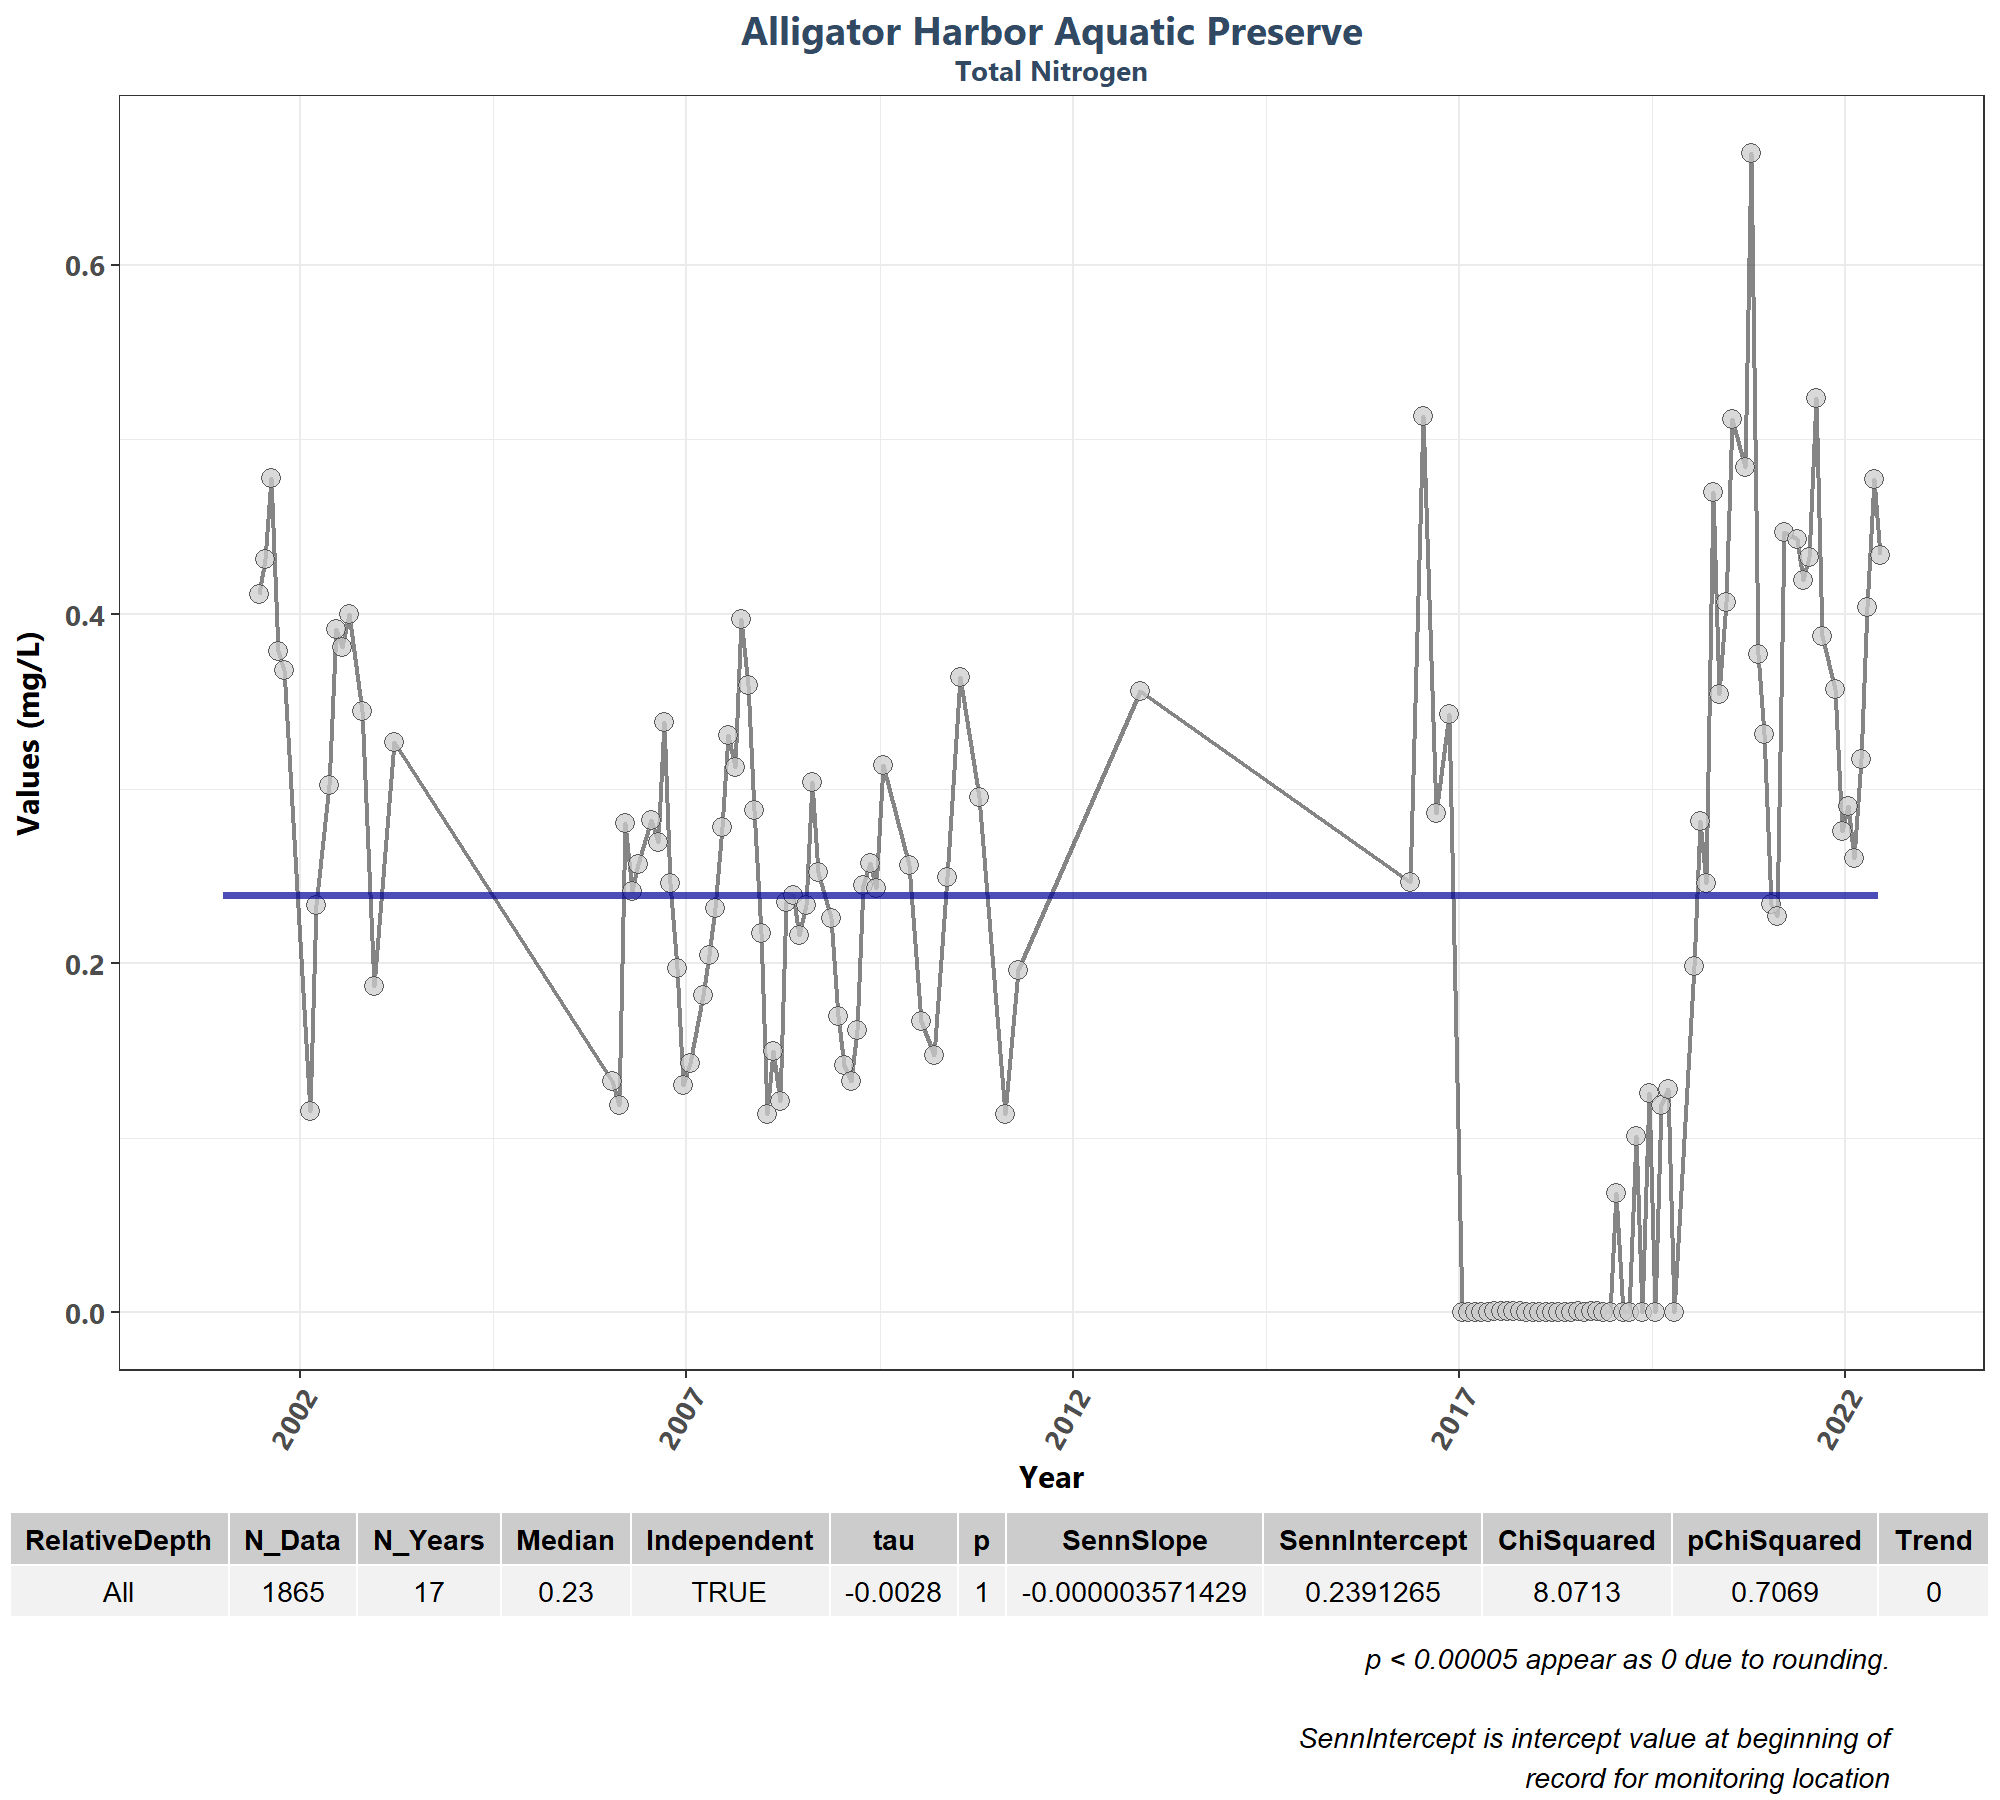 Alligator Harbor Aquatic Preserve
Total Nitrogen
Values (mg/L)
0.6
0.4
0.2
0.0
2002 2007 2012 2017 2022
Year
RelativeDepth N_Data N_Years Median Independent tau p SennSlope SennIntercept ChiSquared pChiSquared Trend
All 1865 17 0.23 TRUE -0.0028 1 -0.000003571429 0.2391265 8.0713 0.7069 0
p < 0.00005 appear as 0 due to rounding.
SennIntercept is intercept value at beginning of
record for monitoring location